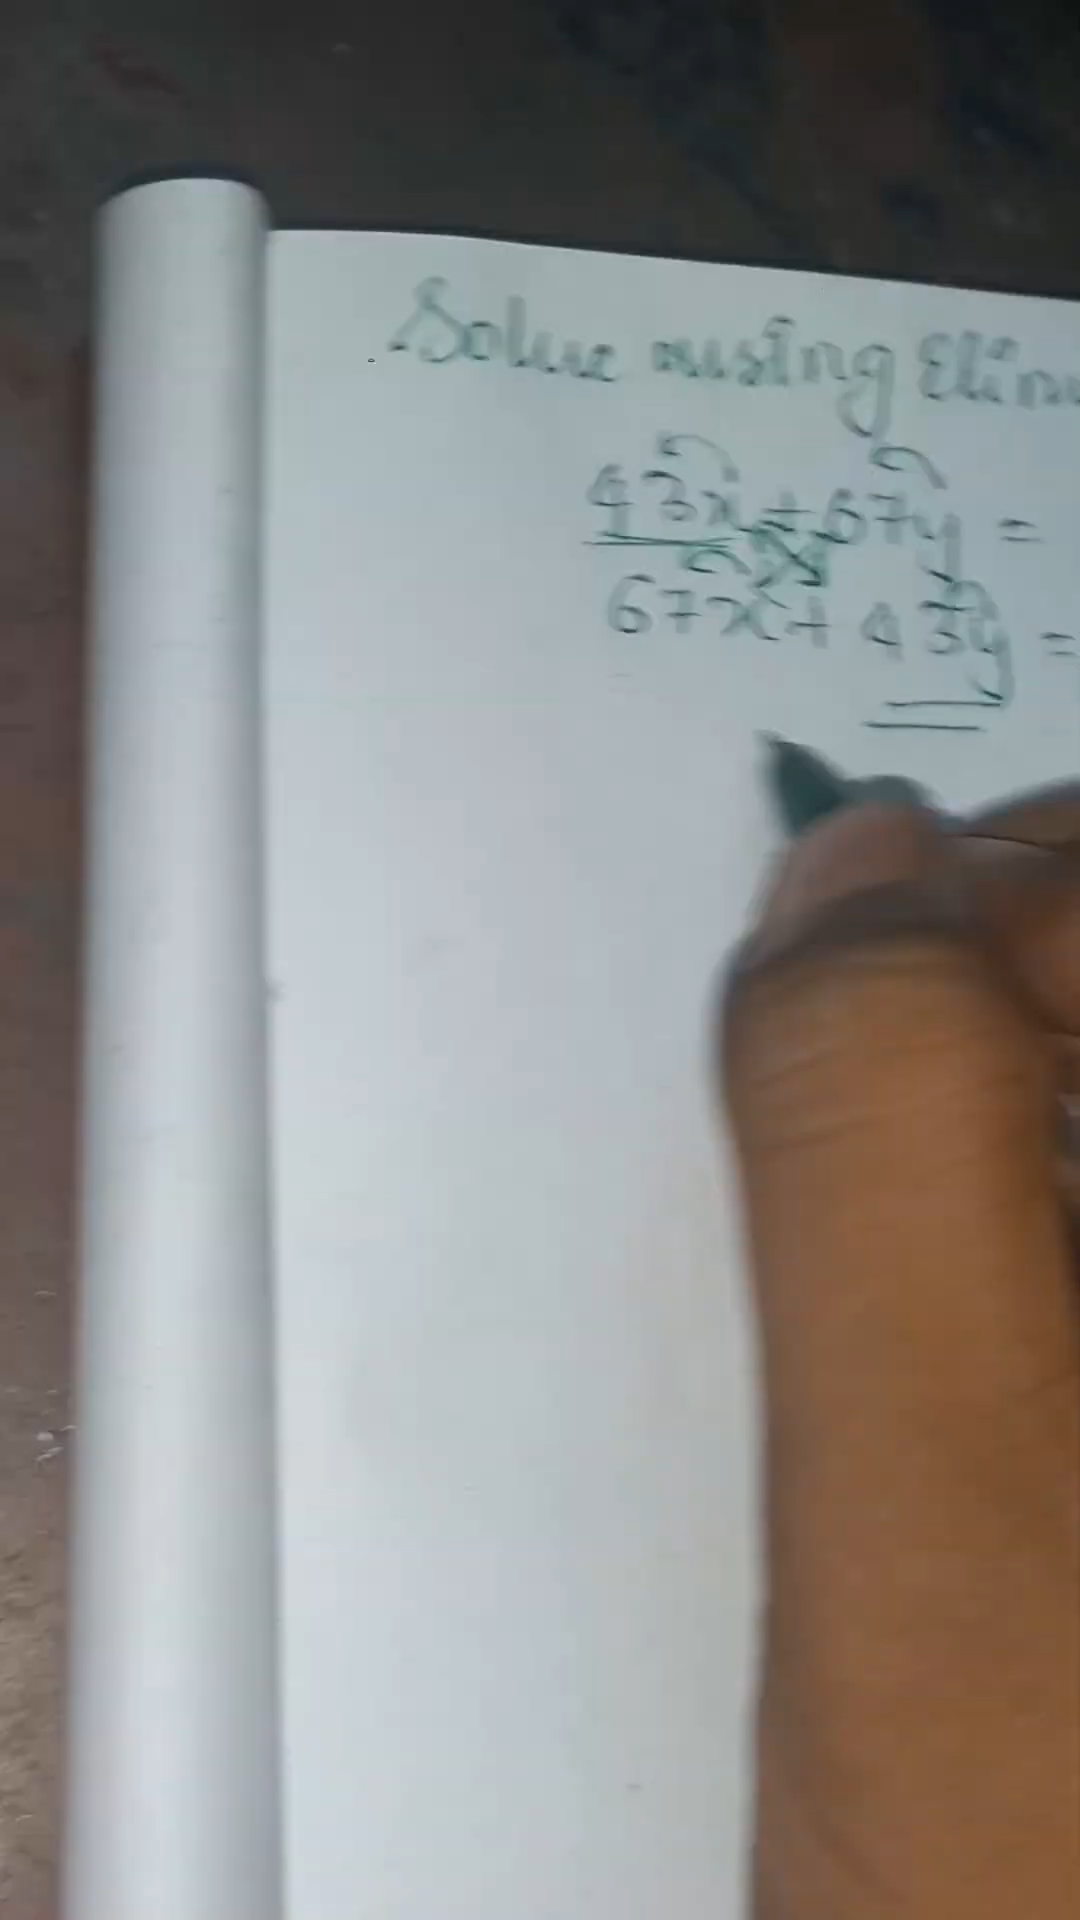 Solve using Elim
43x + 67y =
67x + 43y =